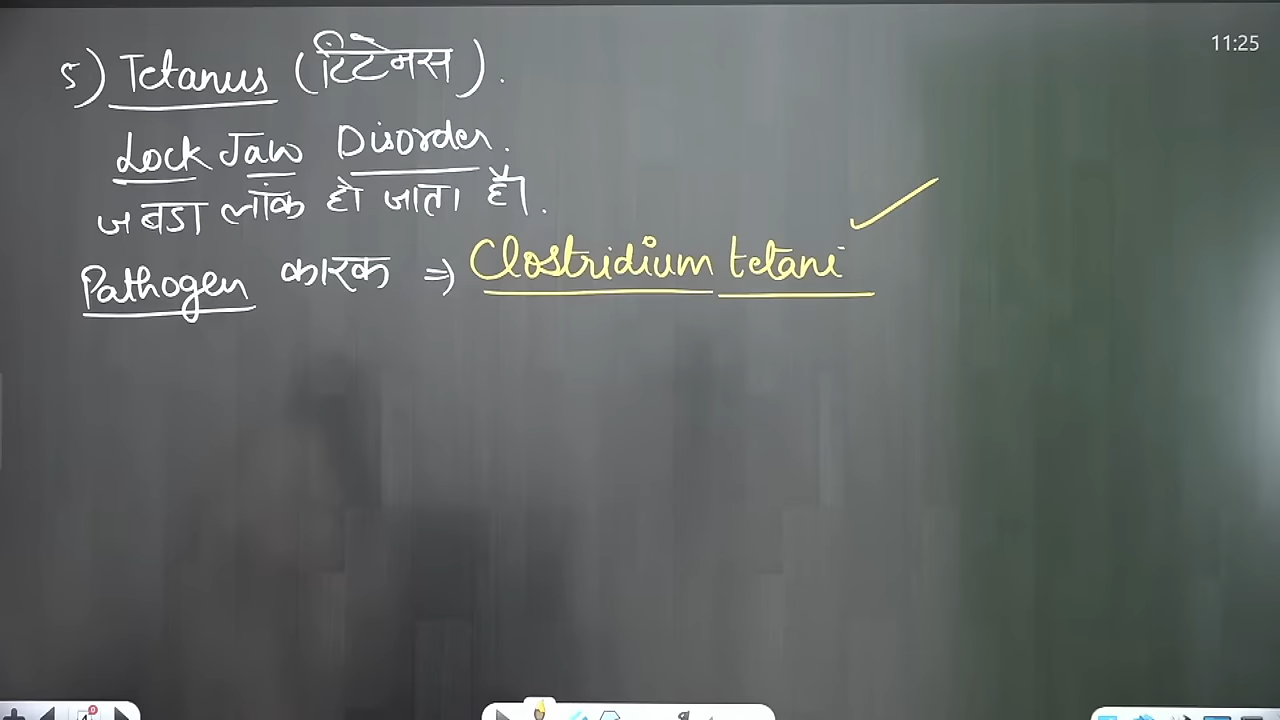 11:25
5) Tetanus (टिटेनस).
Lock Jaw Disorder.
जबडा लॉक हो जाता है।.
Pathogen कारक ⇒ Clostridium tetani ✓